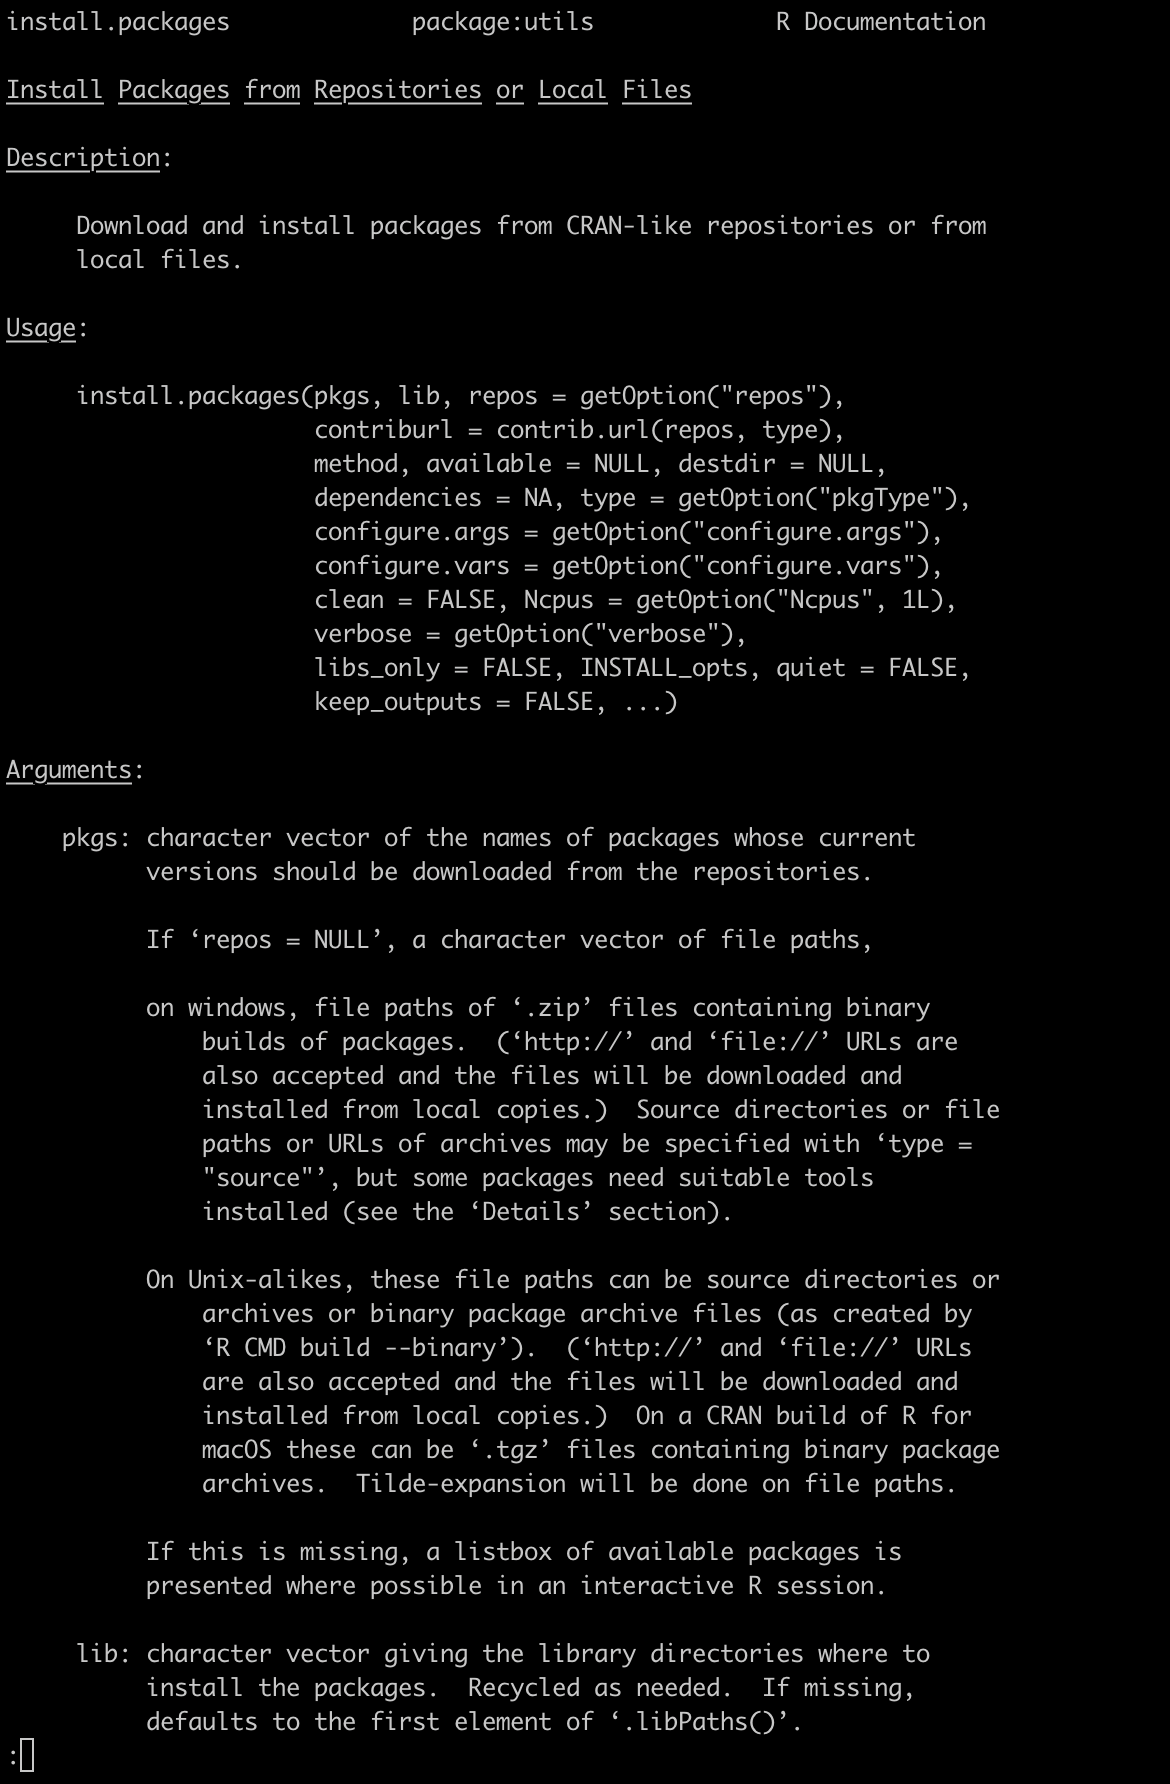 install.packages             package:utils             R Documentation
Install Packages from Repositories or Local Files
Description:
     Download and install packages from CRAN-like repositories or from
     local files.
Usage:
     install.packages(pkgs, lib, repos = getOption("repos"),
                      contriburl = contrib.url(repos, type),
                      method, available = NULL, destdir = NULL,
                      dependencies = NA, type = getOption("pkgType"),
                      configure.args = getOption("configure.args"),
                      configure.vars = getOption("configure.vars"),
                      clean = FALSE, Ncpus = getOption("Ncpus", 1L),
                      verbose = getOption("verbose"),
                      libs_only = FALSE, INSTALL_opts, quiet = FALSE,
                      keep_outputs = FALSE, ...)
Arguments:
    pkgs: character vector of the names of packages whose current
          versions should be downloaded from the repositories.
          If ‘repos = NULL’, a character vector of file paths,
          on windows, file paths of ‘.zip’ files containing binary
              builds of packages.  (‘http://’ and ‘file://’ URLs are
              also accepted and the files will be downloaded and
              installed from local copies.)  Source directories or file
              paths or URLs of archives may be specified with ‘type =
              "source"’, but some packages need suitable tools
              installed (see the ‘Details’ section).
          On Unix-alikes, these file paths can be source directories or
              archives or binary package archive files (as created by
              ‘R CMD build --binary’).  (‘http://’ and ‘file://’ URLs
              are also accepted and the files will be downloaded and
              installed from local copies.)  On a CRAN build of R for
              macOS these can be ‘.tgz’ files containing binary package
              archives.  Tilde-expansion will be done on file paths.
          If this is missing, a listbox of available packages is
          presented where possible in an interactive R session.
     lib: character vector giving the library directories where to
          install the packages.  Recycled as needed.  If missing,
          defaults to the first element of ‘.libPaths()’.
: